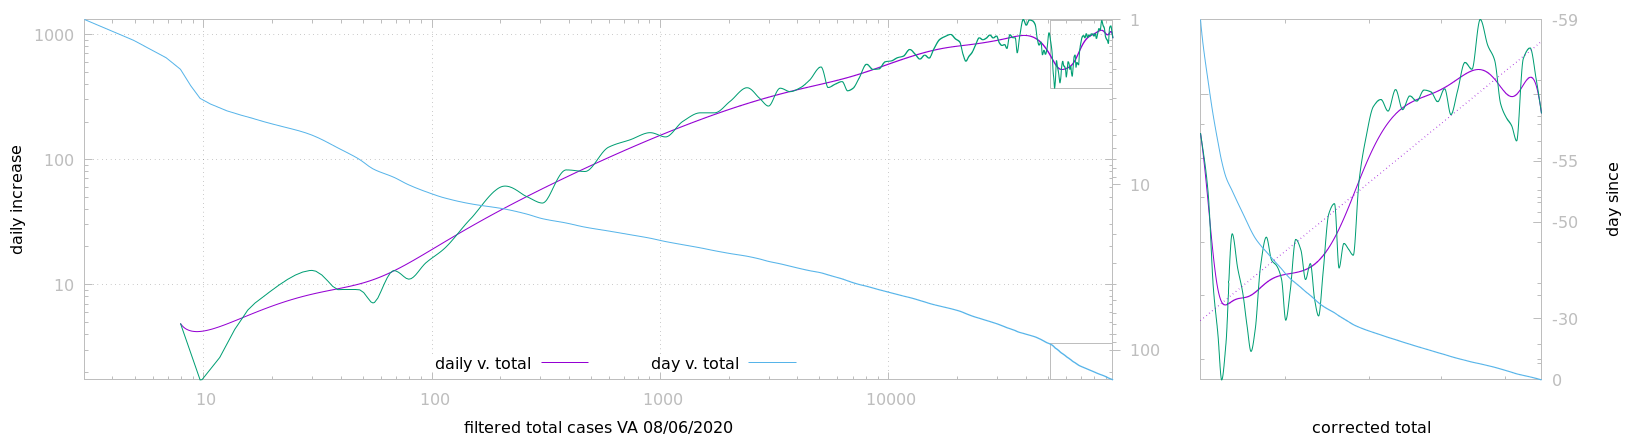 1000
100
10
daily increase
10
100
1000
10000
filtered total cases VA 08/06/2020
daily v. total
day v. total
1
10
100
-59
-55
-50
-30
0
day since
corrected total